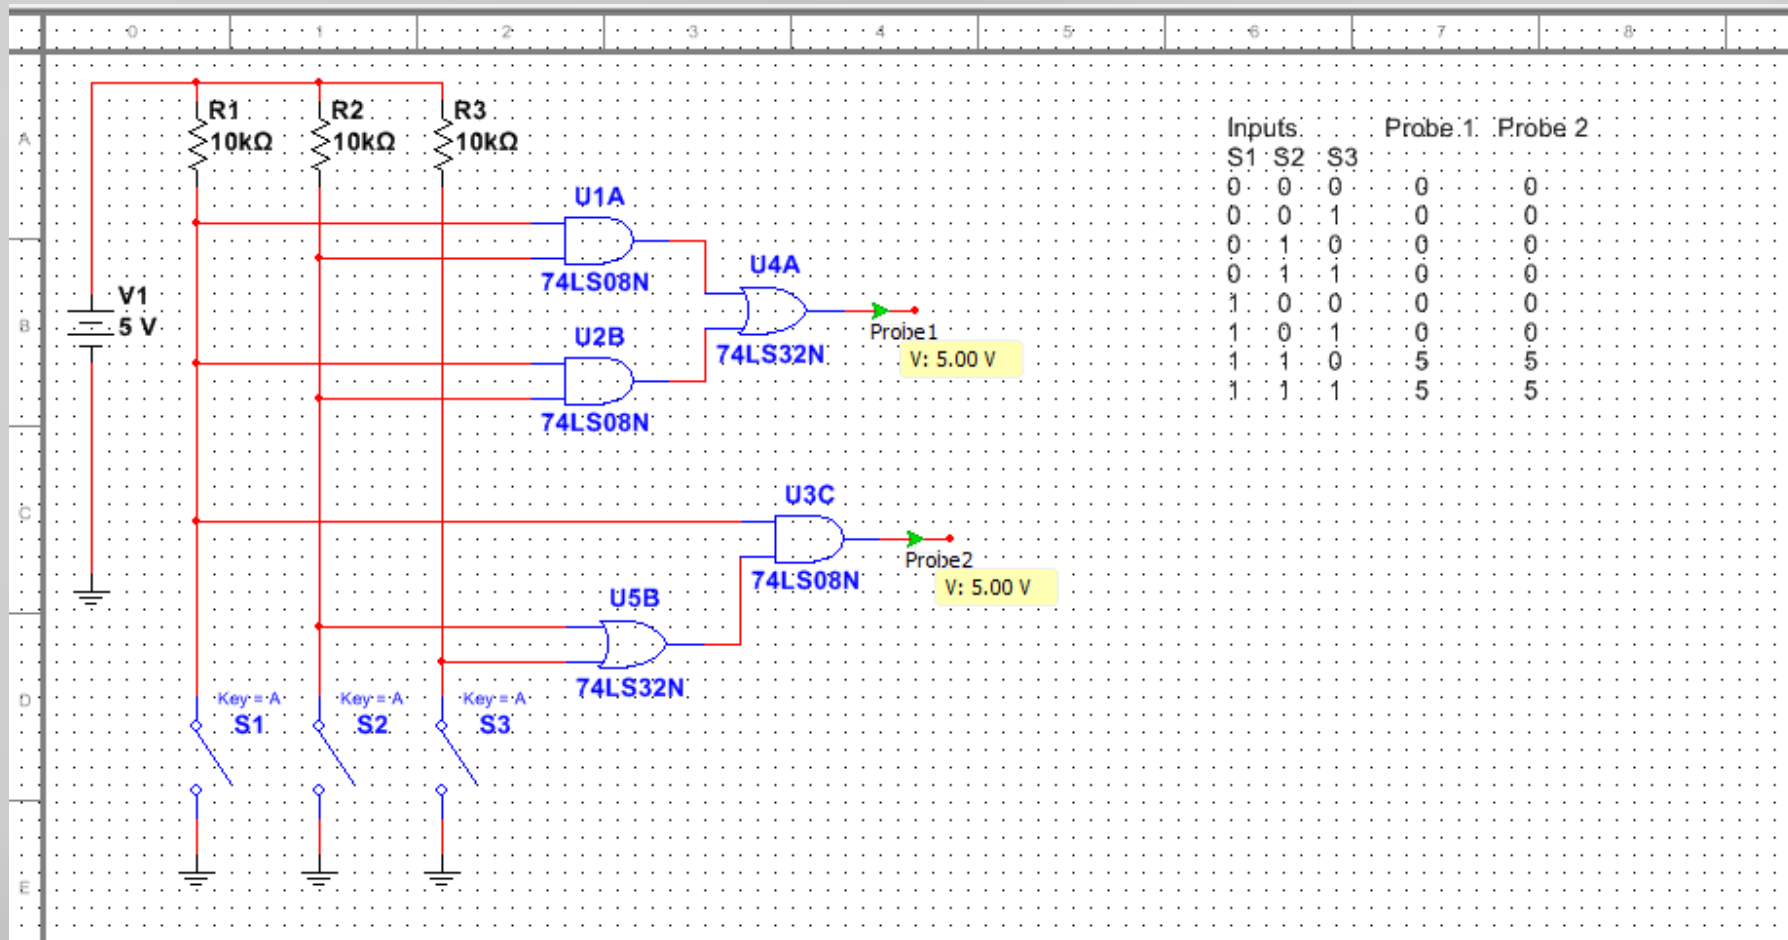 0 1 2 3 4 5 6 7 8
A
B
C
D
E
R1
10kΩ
R2
10kΩ
R3
10kΩ
V1
5 V
U1A
74LS08N
U2B
74LS08N
U4A
74LS32N
Probe1
V: 5.00 V
U3C
74LS08N
Probe2
V: 5.00 V
U5B
74LS32N
Key = A
S1
Key = A
S2
Key = A
S3
Inputs Probe 1 Probe 2
S1 S2 S3
0 0 0 0 0
0 0 1 0 0
0 1 0 0 0
0 1 1 0 0
1 0 0 0 0
1 0 1 0 0
1 1 0 5 5
1 1 1 5 5